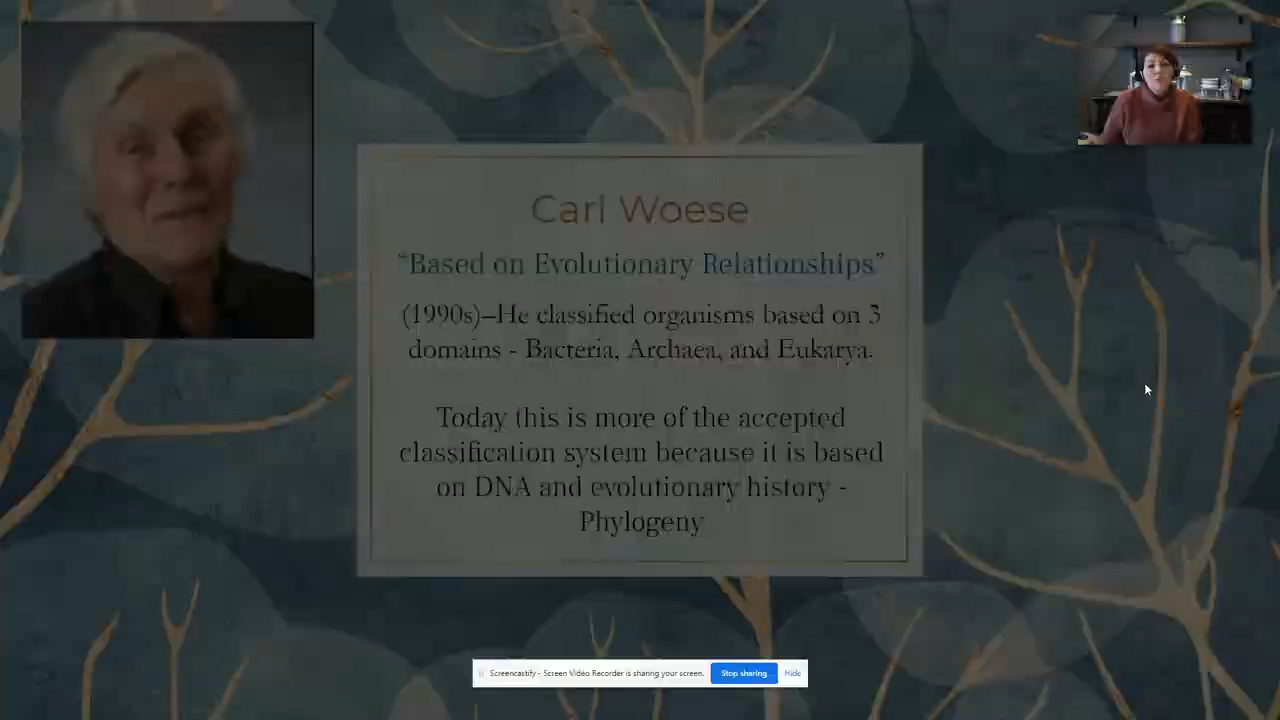 Carl Woese
“Based on Evolutionary Relationships”
(1990s)–He classified organisms based on 3
domains - Bacteria, Archaea, and Eukarya.
Today this is more of the accepted
classification system because it is based
on DNA and evolutionary history -
Phylogeny
Screencastify - Screen Video Recorder is sharing your screen.
Stop sharing
Hide